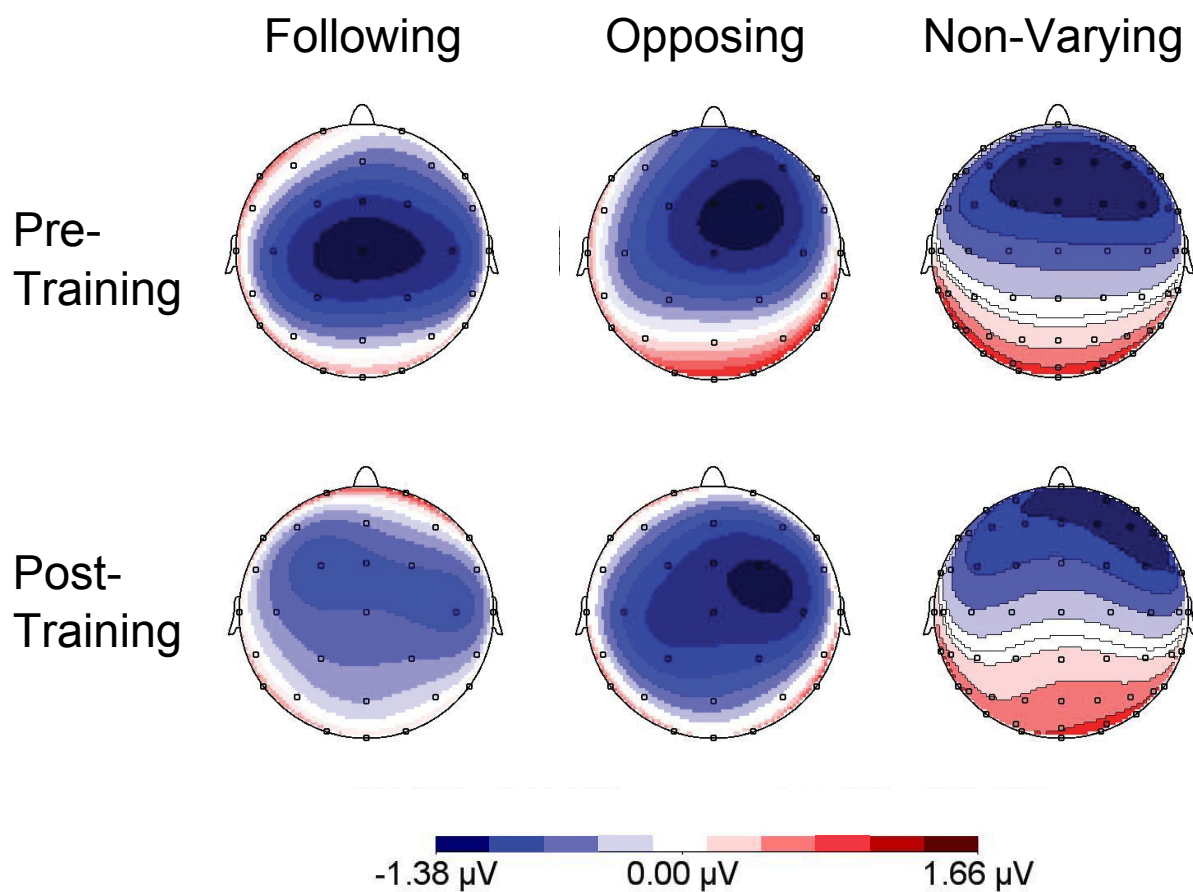 Following Opposing Non-Varying
Pre-
Training
Post-
Training
-1.38 µV 0.00 µV 1.66 µV